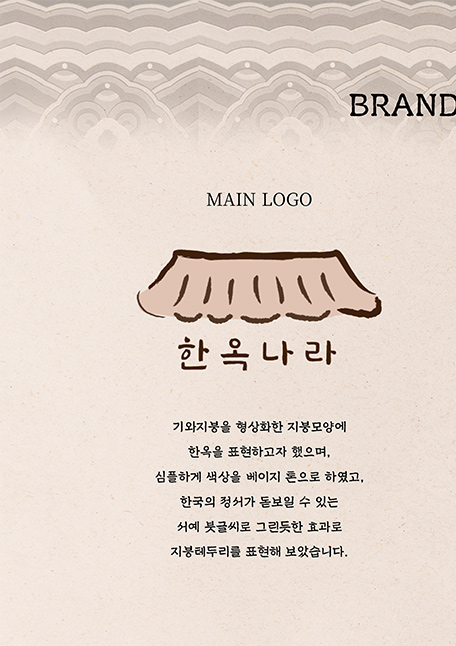 BRAND
MAIN LOGO
한옥나라
기와지붕을 형상화한 지붕모양에
한옥을 표현하고자 했으며,
심플하게 색상을 베이지 톤으로 하였고,
한국의 정서가 돋보일 수 있는
서예 붓글씨로 그린듯한 효과로
지붕테두리를 표현해 보았습니다.